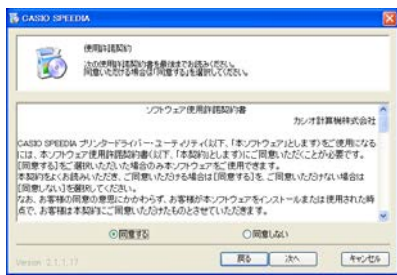 CASIO SPEEDIA
使用許諾契約
次の使用許諾契約書を最後までお読みください。
同意いただける場合は「同意する」を選択してください。
ソフトウェア使用許諾契約書
カシオ計算機株式会社
CASIO SPEEDIA プリンタードライバー・ユーティリティ(以下、「本ソフトウェア」とします)をご使用になる
には、本ソフトウェア使用許諾契約書(以下、「本契約」とします)にご同意いただくことが必要です。
[同意する]をご選択いただいた場合のみ本ソフトウェアをご使用できます。
本契約をよくお読みいただき、ご同意いただける場合は[同意する]を、ご同意いただけない場合は
[同意しない]を選択してください。
なお、お客様の同意の意思にかかわらず、お客様が本ソフトウェアをインストールまたは使用された時
点で、お客様は本契約にご同意いただけたものとさせていただきます。
同意する
同意しない
Version 2.1.1.17
戻る
次へ
キャンセル